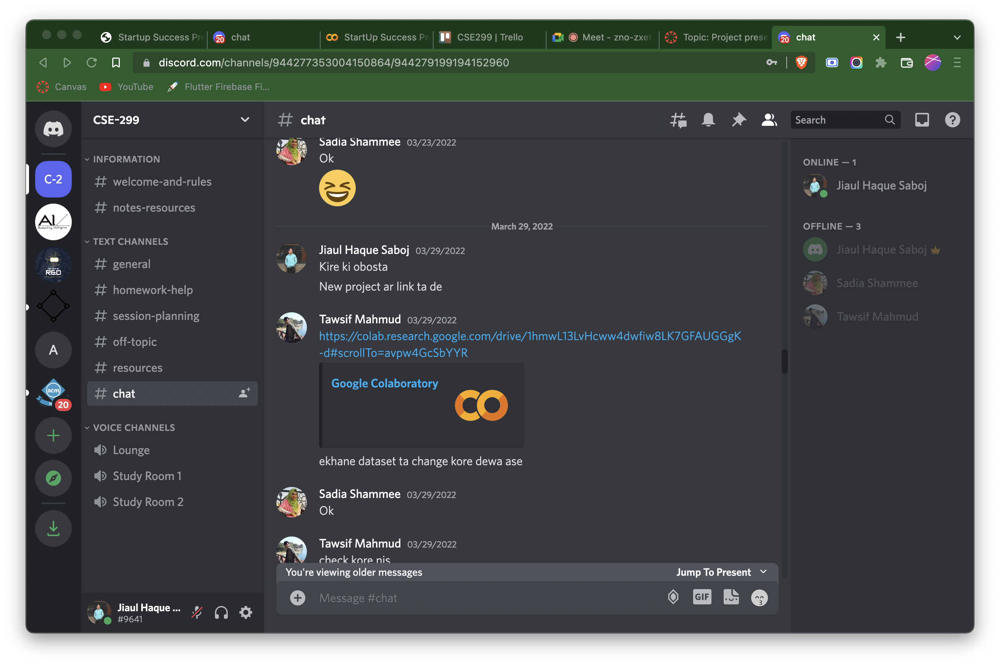 Startup Success Pre
20
chat
StartUp Success Pr
CSE299 | Trello
Meet - zno-zxet
Topic: Project prese
20
chat
discord.com/channels/944277353004150864/944279199194152960
Canvas
YouTube
Flutter Firebase Fi...
CSE-299
chat
Search
C-2
AI
R&D
A
acm
20
INFORMATION
welcome-and-rules
notes-resources
TEXT CHANNELS
general
homework-help
session-planning
off-topic
resources
chat
VOICE CHANNELS
Lounge
Study Room 1
Study Room 2
Jiaul Haque ...
#9641
Sadia Shammee 03/23/2022
Ok
March 29, 2022
Jiaul Haque Saboj 03/29/2022
Kire ki obosta
New project ar link ta de
Tawsif Mahmud 03/29/2022
https://colab.research.google.com/drive/1hmwL13LvHcww4dwfiw8LK7GFAUGGgK
-d#scrollTo=avpw4GcSbYYR
Google Colaboratory
ekhane dataset ta change kore dewa ase
Sadia Shammee 03/29/2022
Ok
Tawsif Mahmud 03/29/2022
check kore nis
You're viewing older messages
Jump To Present
Message #chat
GIF
ONLINE — 1
Jiaul Haque Saboj
OFFLINE — 3
Jiaul Haque Saboj
Sadia Shammee
Tawsif Mahmud